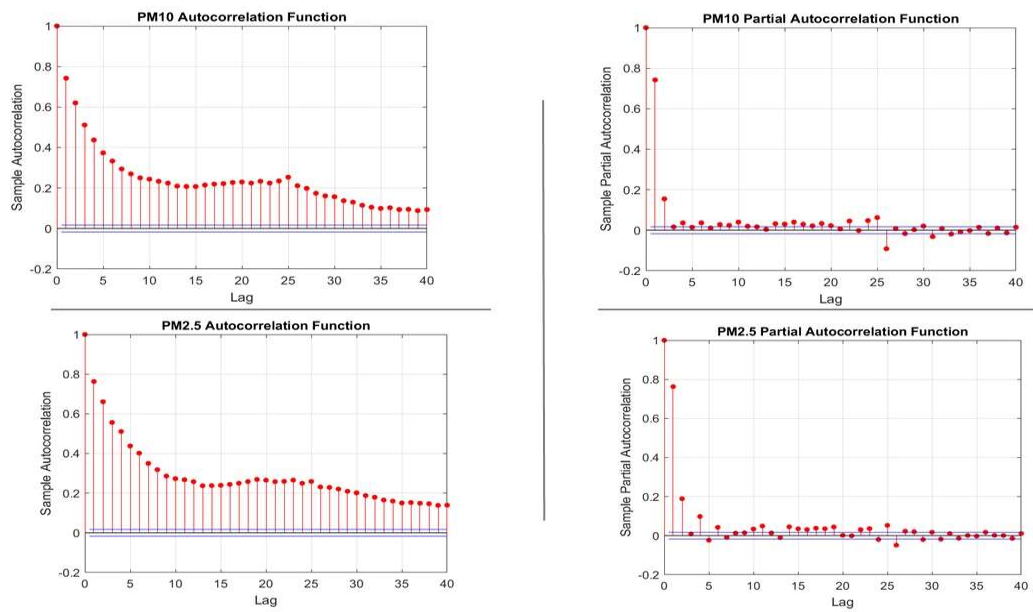 PM10 Autocorrelation Function
Sample Autocorrelation
1
0.8
0.6
0.4
0.2
0
-0.2
0 5 10 15 20 25 30 35 40
Lag
PM10 Partial Autocorrelation Function
Sample Partial Autocorrelation
1
0.8
0.6
0.4
0.2
0
-0.2
0 5 10 15 20 25 30 35 40
Lag
PM2.5 Autocorrelation Function
Sample Autocorrelation
1
0.8
0.6
0.4
0.2
0
-0.2
0 5 10 15 20 25 30 35 40
Lag
PM2.5 Partial Autocorrelation Function
Sample Partial Autocorrelation
1
0.8
0.6
0.4
0.2
0
-0.2
0 5 10 15 20 25 30 35 40
Lag